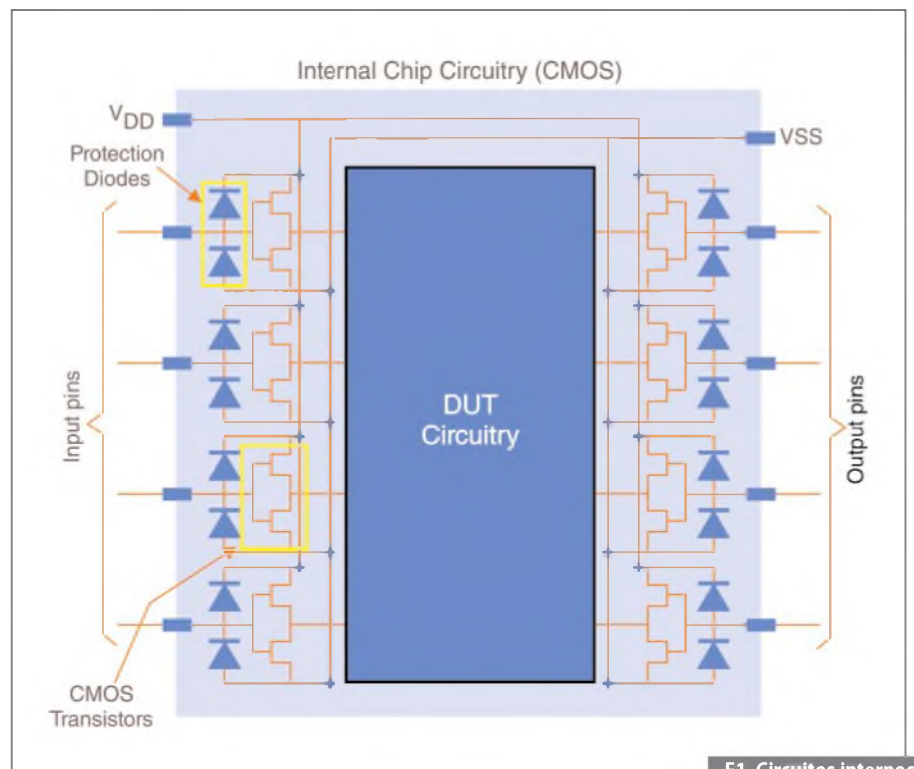 Internal Chip Circuitry (CMOS)
VDD
VSS
Protection
Diodes
Input pins
DUT
Circuitry
Output pins
CMOS
Transistors